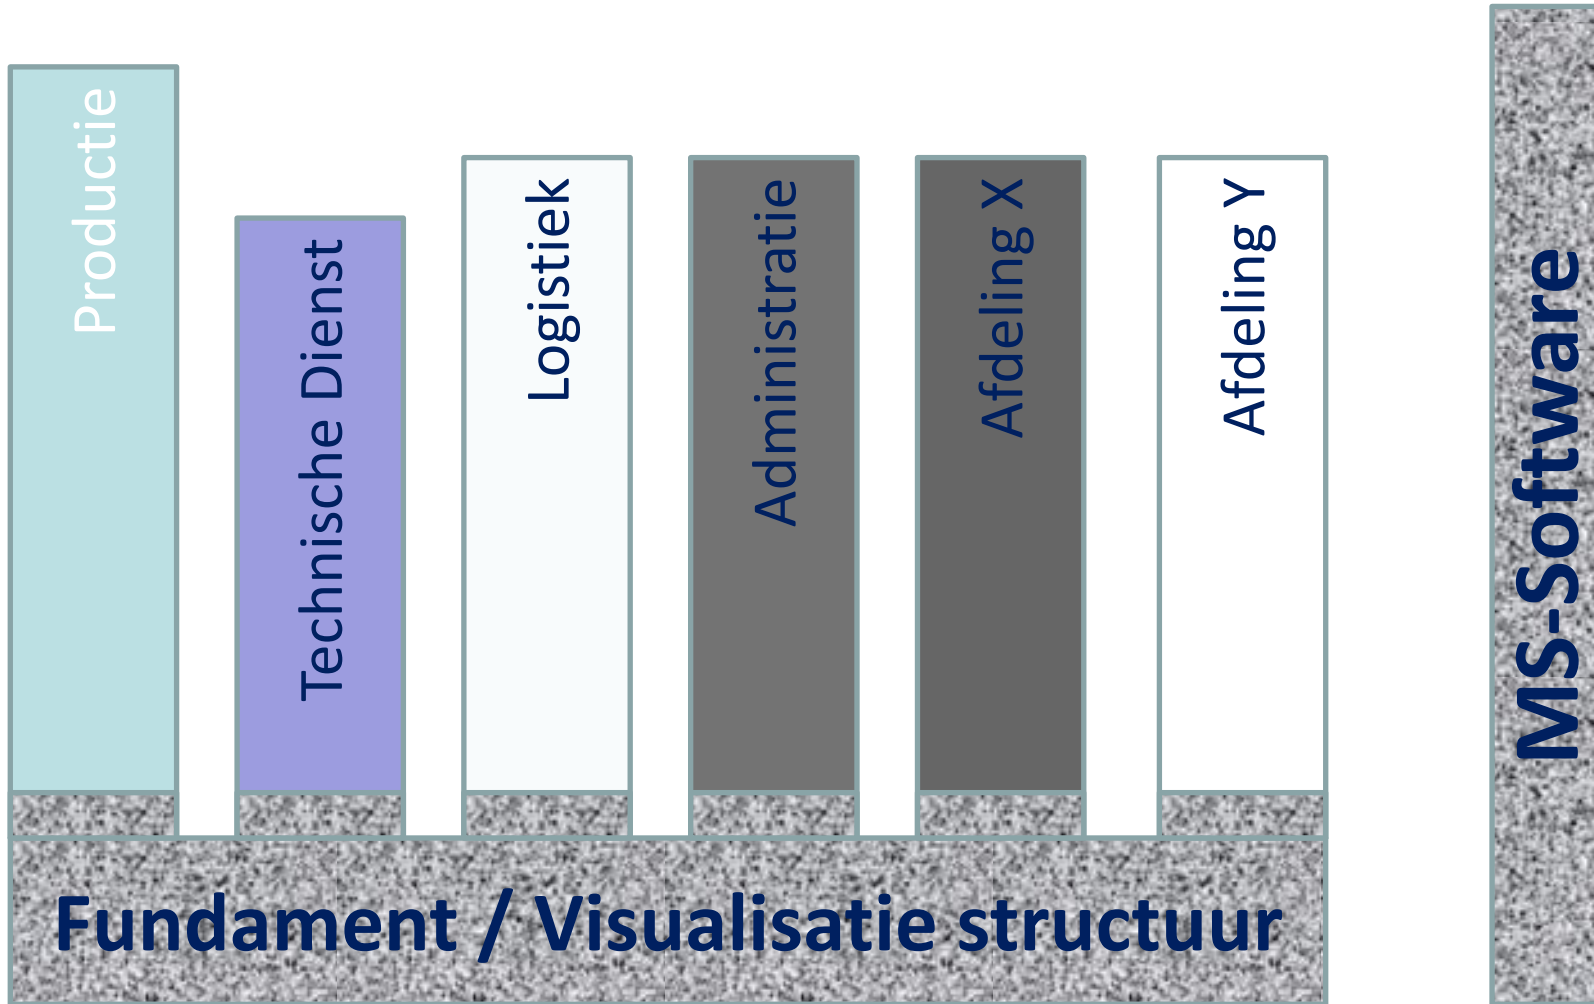 Productie
Technische Dienst
Logistiek
Administratie
Afdeling X
Afdeling Y
MS-Software
Fundament / Visualisatie structuur